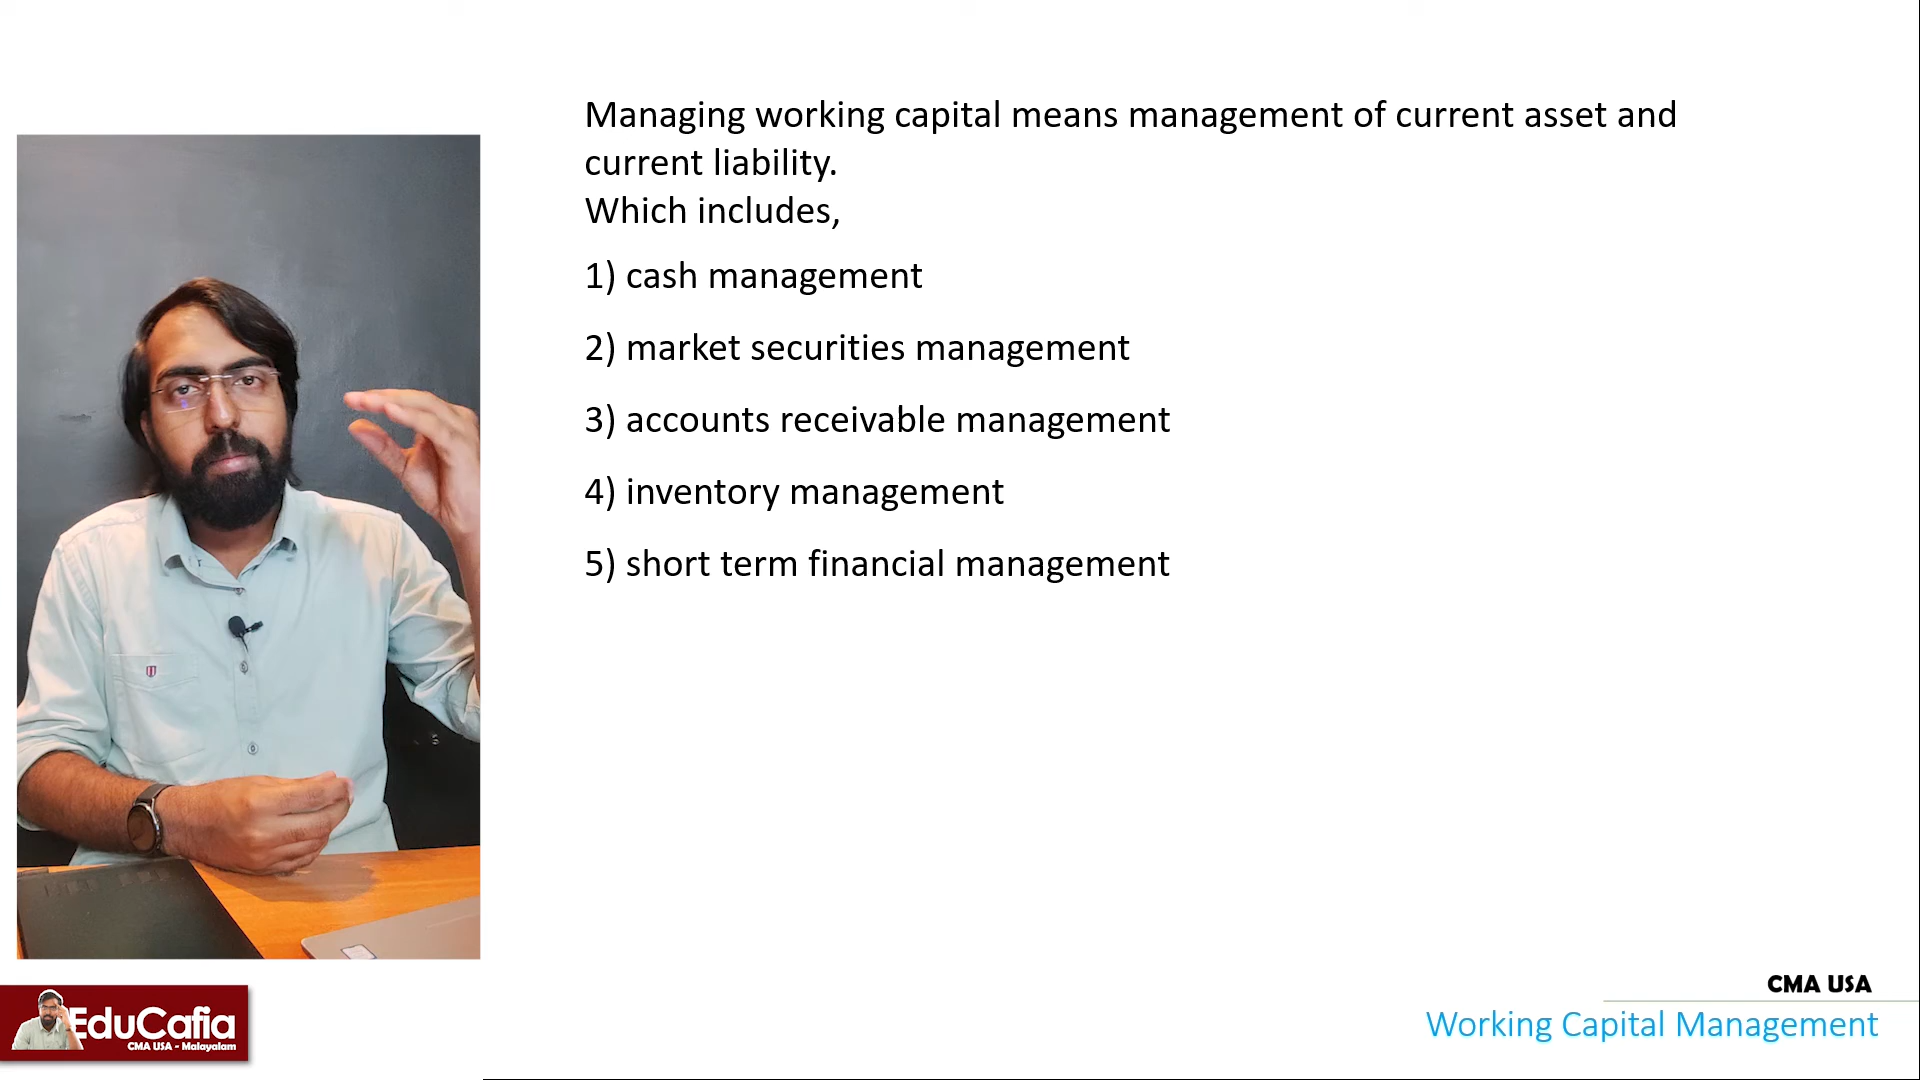 Managing working capital means management of current asset and
current liability.
Which includes,
1) cash management
2) market securities management
3) accounts receivable management
4) inventory management
5) short term financial management
EduCafia
CMA USA - Malayalam
CMA USA
Working Capital Management